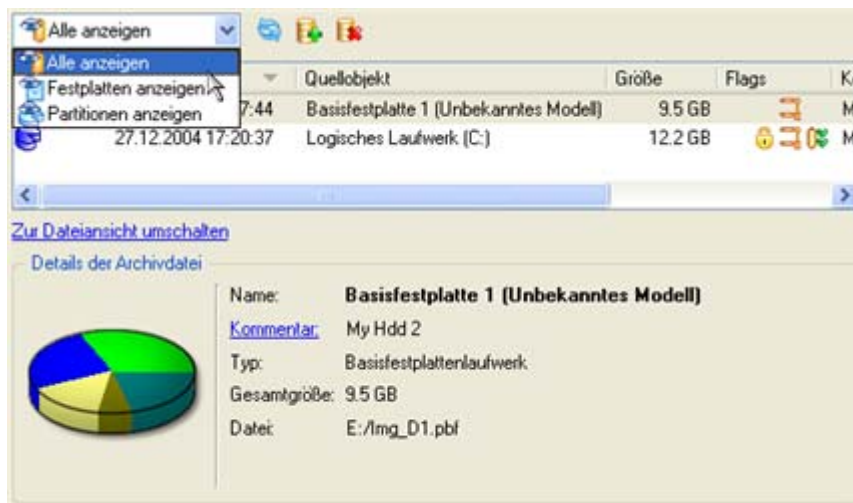 Alle anzeigen
Alle anzeigen
Festplatten anzeigen
Partitionen anzeigen
Quellobjekt Größe Flags
7:44 Basisfestplatte 1 (Unbekanntes Modell) 9.5 GB M
27.12.2004 17:20:37 Logisches Laufwerk (C:) 12.2 GB M
Zur Dateiansicht umschalten
Details der Archivdatei
Name: Basisfestplatte 1 (Unbekanntes Modell)
Kommentar: My Hdd 2
Typ: Basisfestplattenlaufwerk
Gesamtgröße: 9.5 GB
Datei: E:/Img_D1.pbf